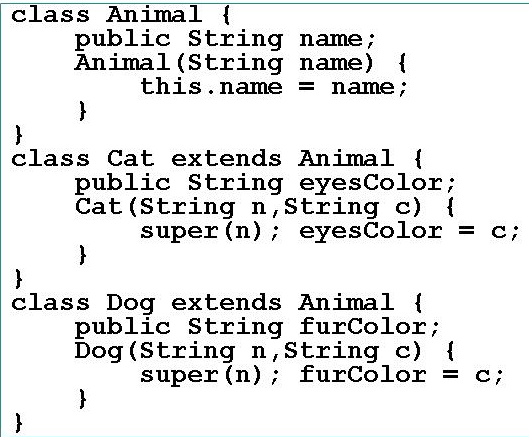 class Animal {
    public String name;
    Animal(String name) {
        this.name = name;
    }
}
class Cat extends Animal {
    public String eyesColor;
    Cat(String n,String c) {
        super(n); eyesColor = c;
    }
}
class Dog extends Animal {
    public String furColor;
    Dog(String n,String c) {
        super(n); furColor = c;
    }
}